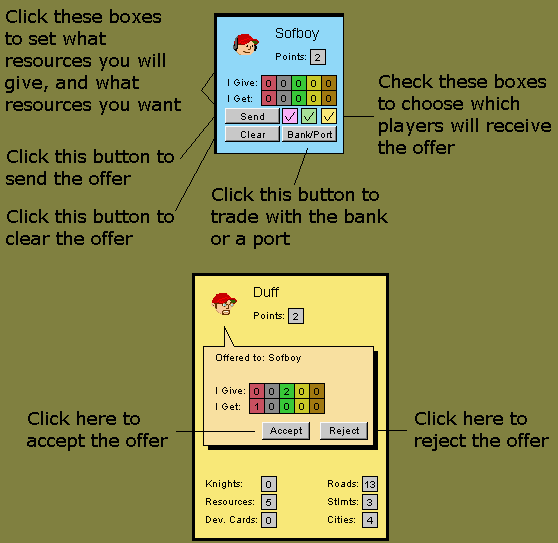 Click these boxes
to set what
resources you will
give, and what
resources you want
Sofboy
Points: 2
I Give: 0 0 0 0 0
I Get: 0 0 0 0 0
Send
Clear Bank/Port
Check these boxes
to choose which
players will receive
the offer
Click this button to
send the offer
Click this button to
clear the offer
Click this button to
trade with the bank
or a port
Duff
Points: 2
Offered to: Sofboy
I Give: 0 0 2 0 0
I Get: 1 0 0 0 0
Accept Reject
Click here to
accept the offer
Click here to
reject the offer
Knights: 0 Roads: 13
Resources: 5 Stlmts: 3
Dev. Cards: 0 Cities: 4